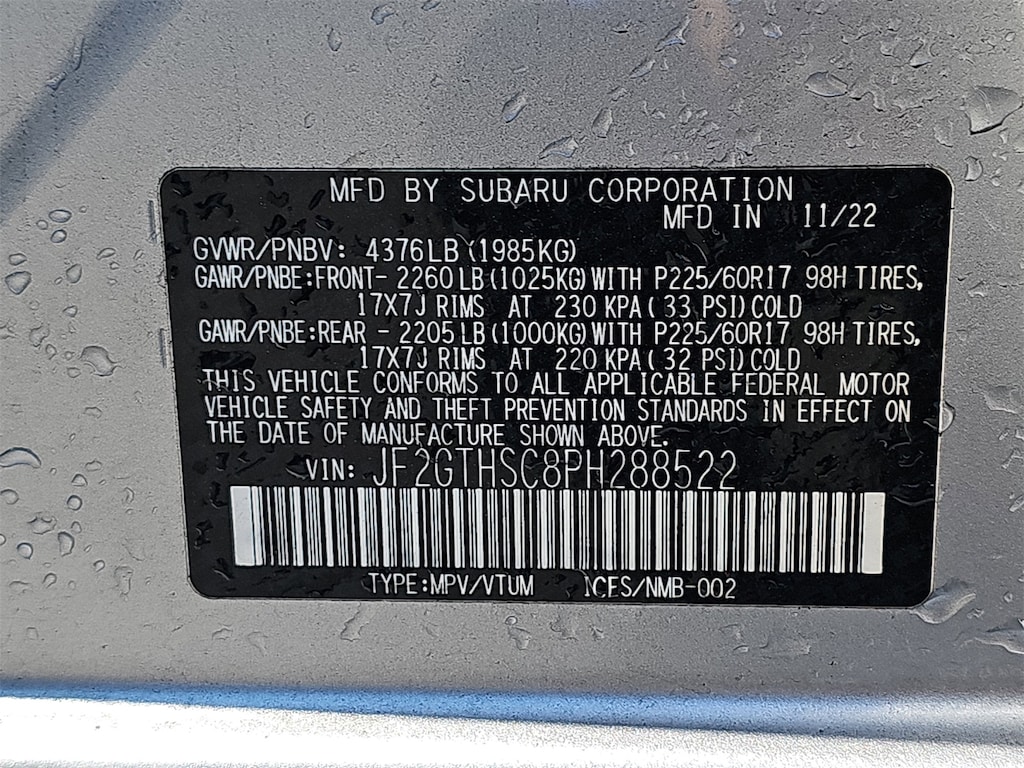 MFD BY SUBARU CORPORATION
MFD IN 11/22
GVWR/PNBV: 4376LB (1985KG)
GAWR/PNBE:FRONT- 2260LB (1025KG) WITH P225/60R17 98H TIRES,
17X7J RIMS AT 230 KPA( 33 PSI) COLD
GAWR/PNBE:REAR - 2205LB (1000KG) WITH P225/60R17 98H TIRES,
17X7J RIMS AT 220 KPA( 32 PSI) COLD
THIS VEHICLE CONFORMS TO ALL APPLICABLE FEDERAL MOTOR
VEHICLE SAFETY AND THEFT PREVENTION STANDARDS IN EFFECT ON
THE DATE OF MANUFACTURE SHOWN ABOVE.
VIN: JF2GTHSC8PH288522
TYPE:MPV/VTUM ICES/NMB-002